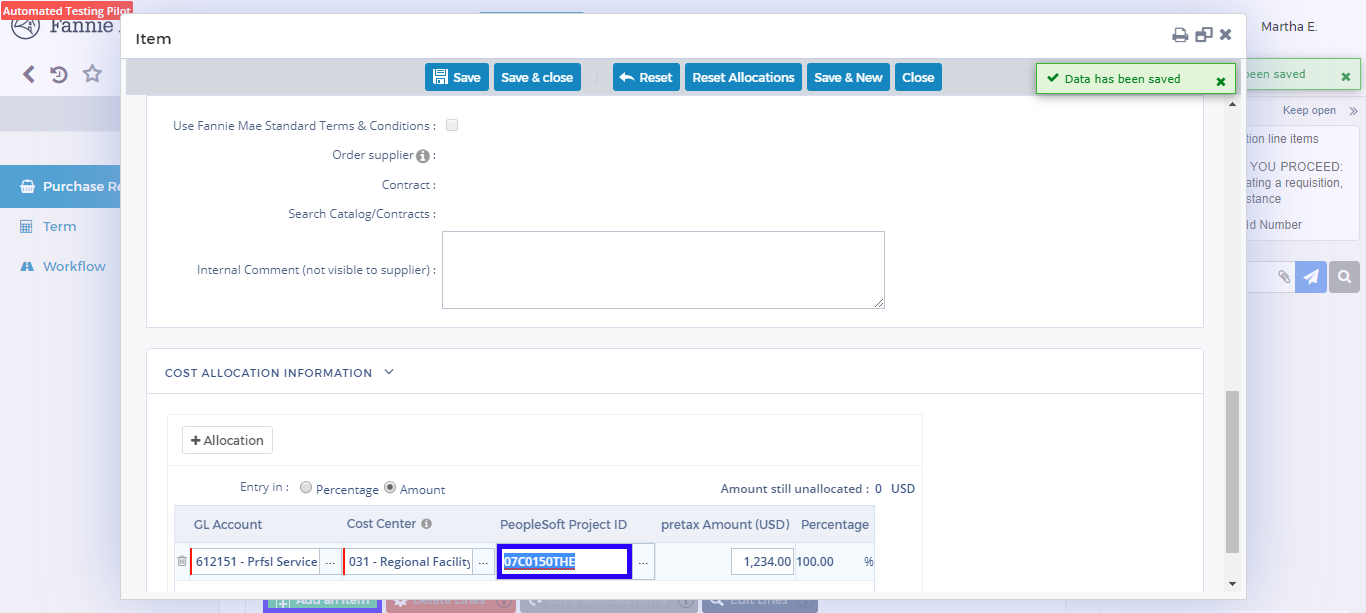 Automated Testing Pilot
Fannie
Martha E.
Item
Save
Save & close
Reset
Reset Allocations
Save & New
Close
Data has been saved
been saved
Keep open
Use Fannie Mae Standard Terms & Conditions :
Order supplier :
Contract :
Search Catalog/Contracts :
Internal Comment (not visible to supplier) :
tion line items
YOU PROCEED:
ating a requisition,
stance
ld Number
Purchase Re
Term
Workflow
COST ALLOCATION INFORMATION
+ Allocation
Entry in : Percentage Amount
Amount still unallocated : 0 USD
GL Account Cost Center PeopleSoft Project ID pretax Amount (USD) Percentage
612151 - Prfsl Service ... 031 - Regional Facility ... 07C0150THE ... 1,234.00 100.00 %
Add an item
Delete Lines
Copy selected items
Edit Lines